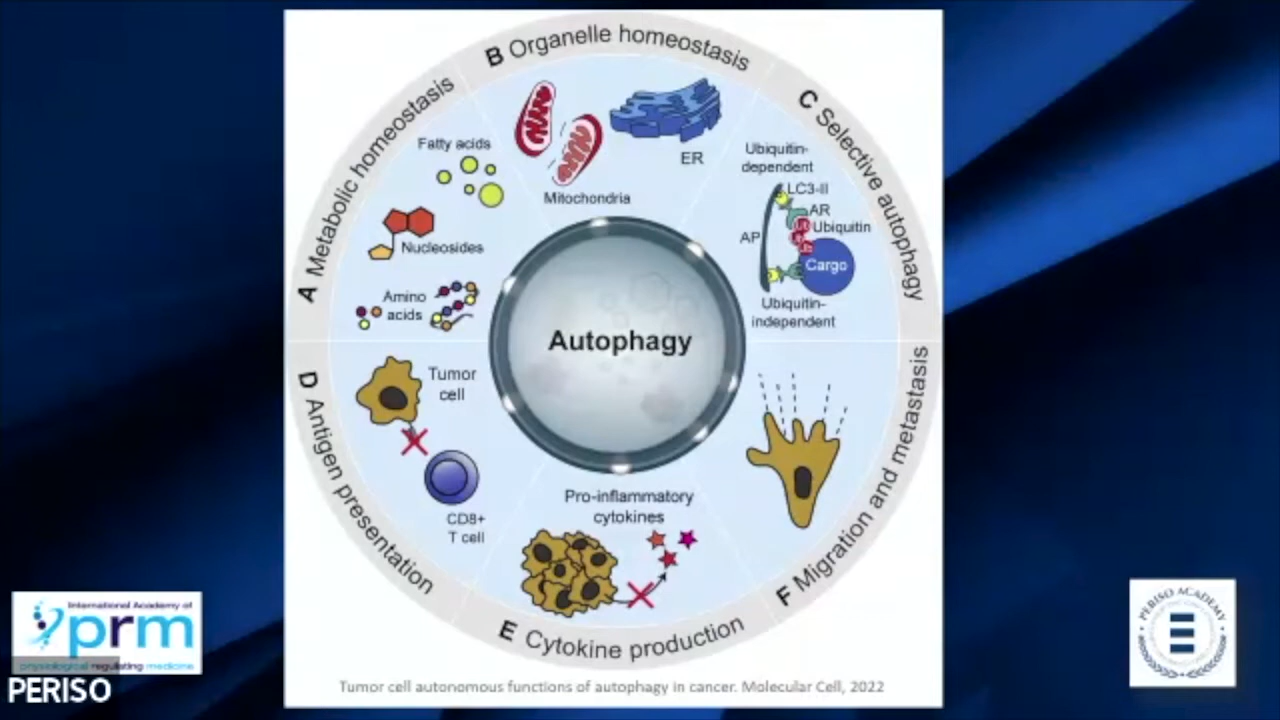 B Organelle homeostasis
A Metabolic homeostasis
C Selective autophagy
Fatty acids
Nucleosides
Amino
acids
Mitochondria
ER
Ubiquitin-
dependent
LC3-II
AR
Ubiquitin
AP
Ub
Cargo
Ubiquitin-
independent
Autophagy
D Antigen presentation
Tumor
cell
CD8+
T cell
Pro-inflammatory
cytokines
E Cytokine production
F Migration and metastasis
Tumor cell autonomous functions of autophagy in cancer. Molecular Cell, 2022
International Academy of
prm
physiological regulating medicine
PERISO
PERISO ACADEMY